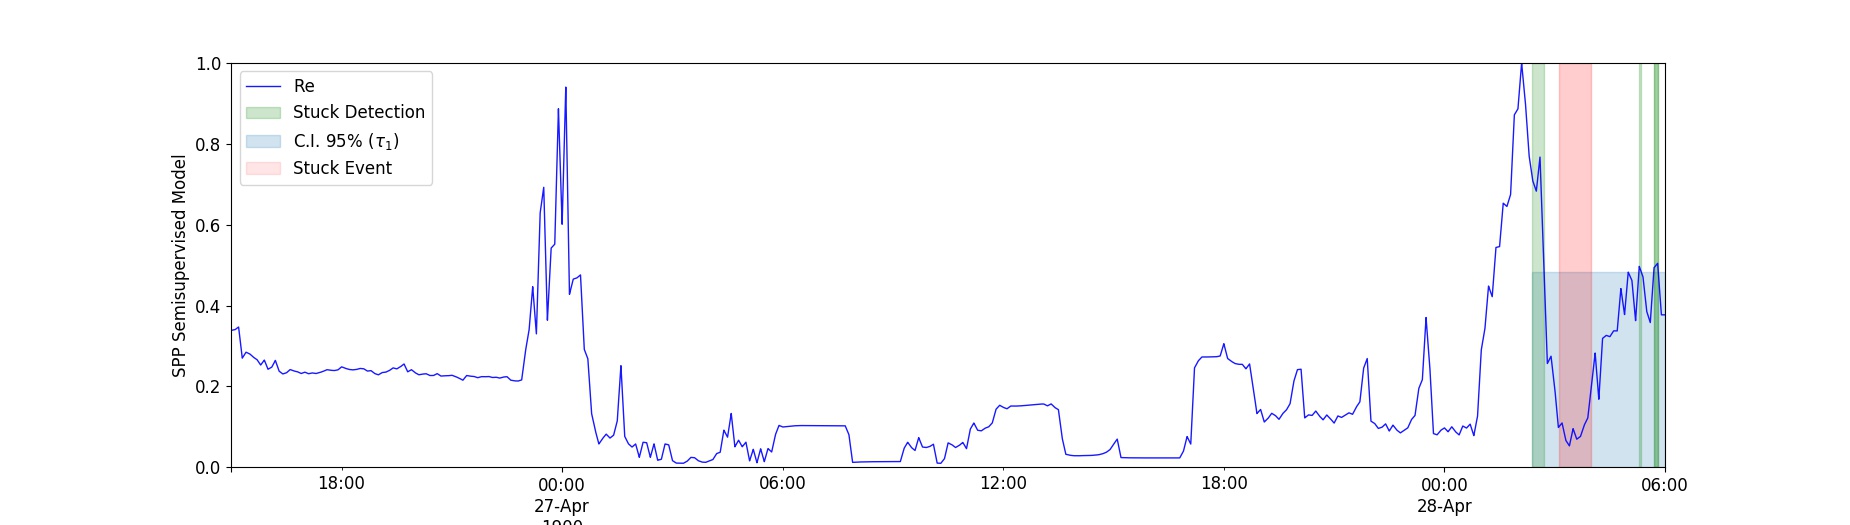 1.0
Re
Stuck Detection
C.I. 95% (τ1)
Stuck Event
0.8
0.6
0.4
0.2
0.0
SPP Semisupervised Model
18:00 00:00 06:00 12:00 18:00 00:00 06:00
27-Apr 28-Apr
1900